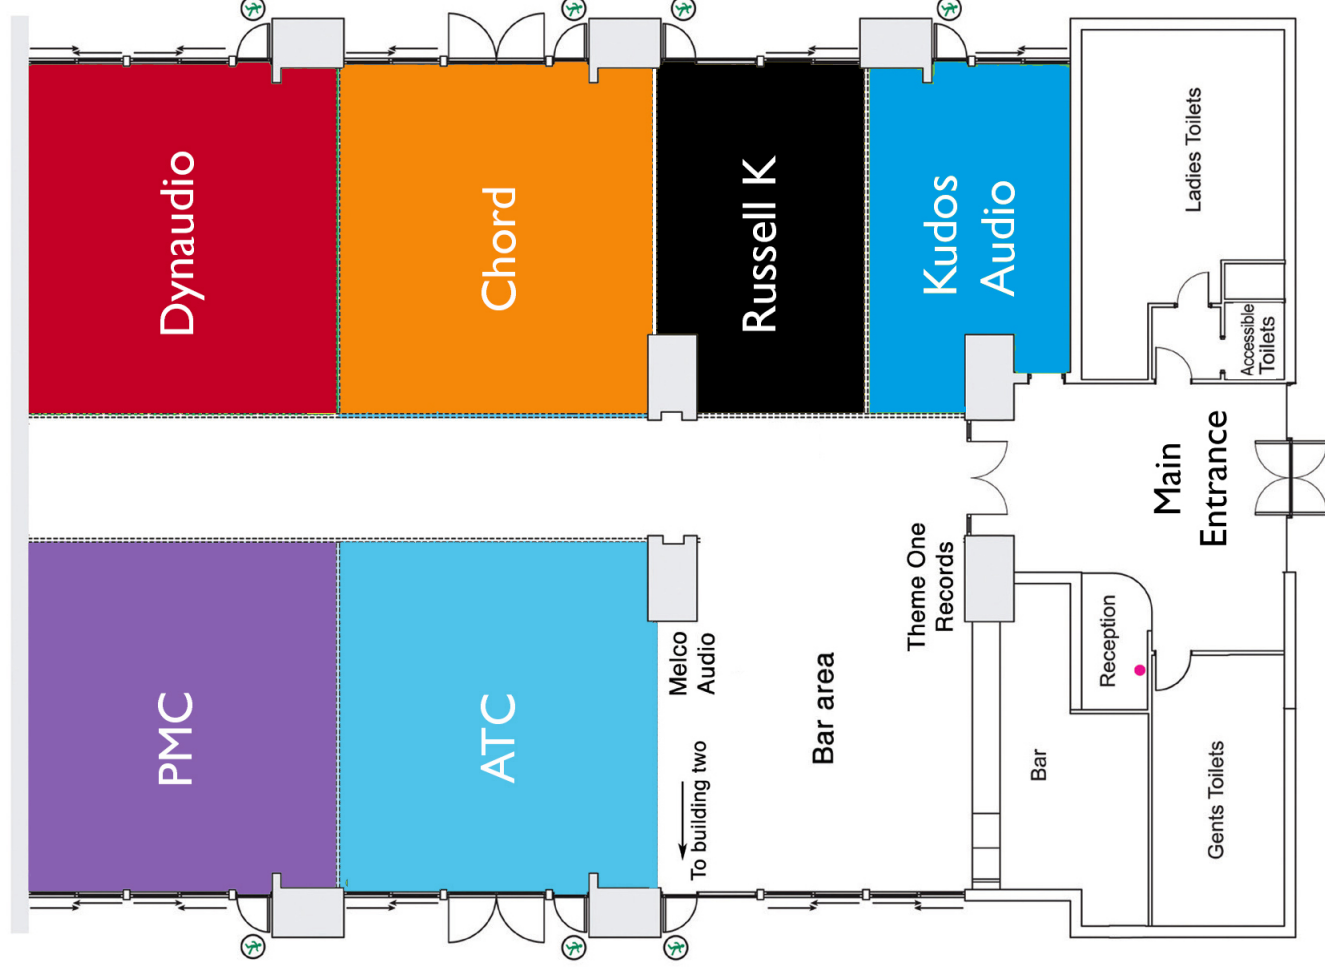 Dynaudio
Chord
Russell K
Kudos
Audio
Ladies Toilets
Accessible
Toilets
Main
Entrance
PMC
ATC
Melco
Audio
To building two
Bar area
Theme One
Records
Reception
Bar
Gents Toilets